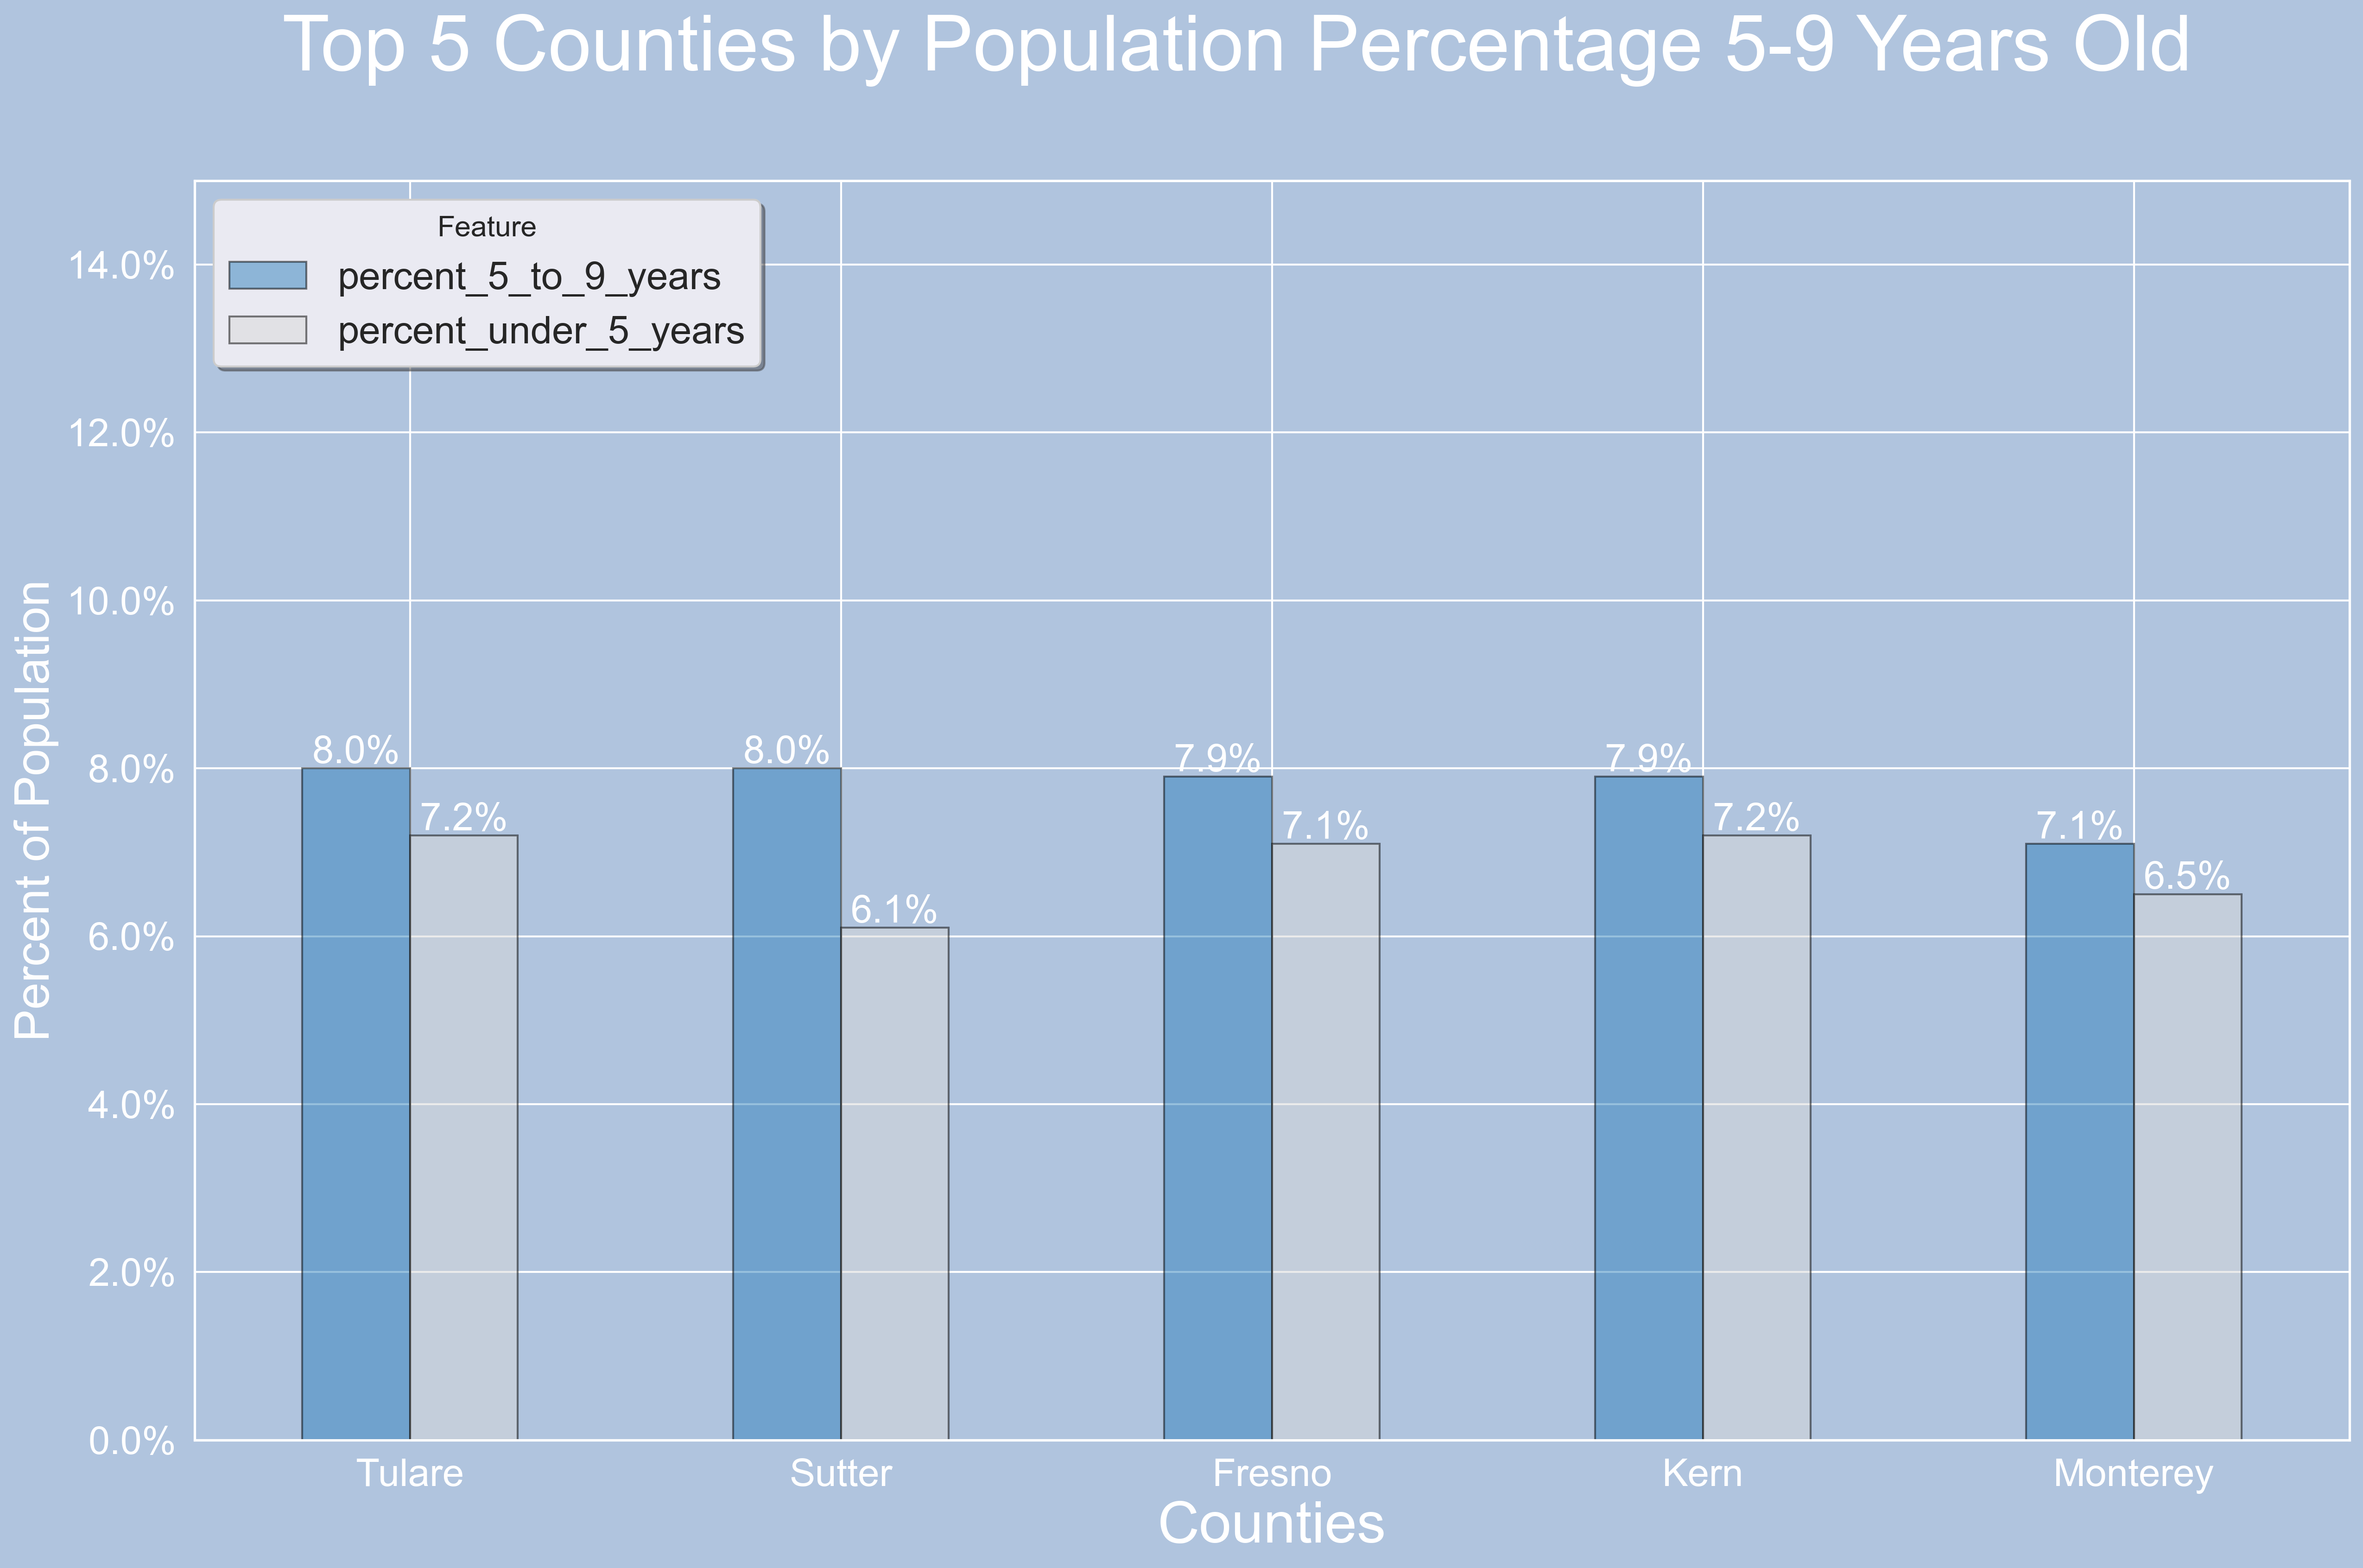 Top 5 Counties by Population Percentage 5-9 Years Old
Feature
percent_5_to_9_years
percent_under_5_years
Percent of Population
14.0%
12.0%
10.0%
8.0%
6.0%
4.0%
2.0%
0.0%
8.0%
7.2%
8.0%
6.1%
7.9%
7.1%
7.9%
7.2%
7.1%
6.5%
Tulare
Sutter
Fresno
Kern
Monterey
Counties